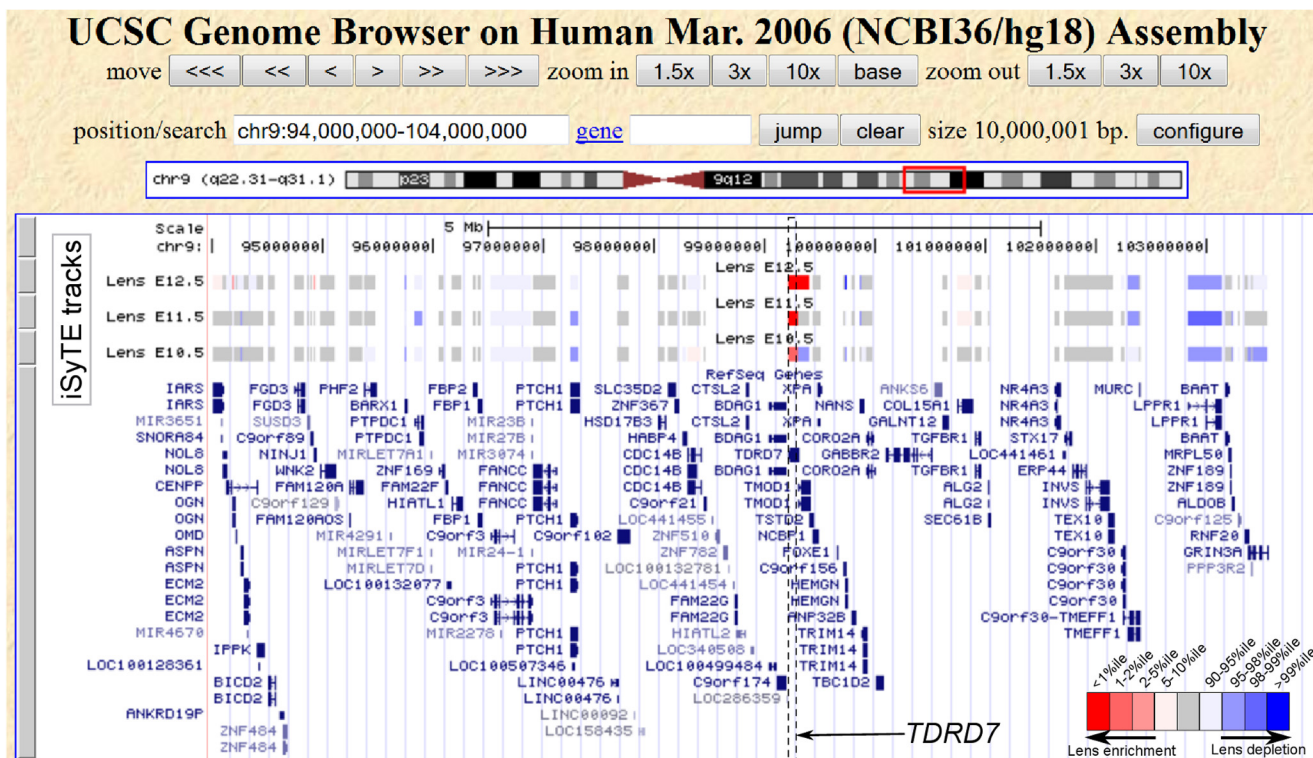 UCSC Genome Browser on Human Mar. 2006 (NCBI36/hg18) Assembly
move <<< << < > >> >>> zoom in 1.5x 3x 10x base zoom out 1.5x 3x 10x
position/search chr9:94,000,000-104,000,000 gene jump clear size 10,000,001 bp. configure
chr9 (q22.31-q31.1) p23 9q12
iSyTE tracks
Scale 5 Mb
chr9: 95000000 96000000 97000000 98000000 99000000 100000000 101000000 102000000 103000000
Lens E12.5
Lens E12.5
Lens E11.5
Lens E11.5
Lens E10.5
Lens E10.5
RefSeq Genes
IARS FGD3 PHF2 FBP2 PTCH1 SLC35D2 CTSL2 XPA ANKS6 NR4A3 MURC BAAT
IARS FGD3 BARX1 FBP1 PTCH1 ZNF367 BDAG1 NANS COL15A1 NR4A3 LPPR1
MIR3651 SUSD3 PTPDC1 MIR23B HSD17B3 CTSL2 XPA GALNT12 NR4A3 LPPR1
SNORA84 C9orf89 PTPDC1 MIR27B HABP4 BDAG1 CORO2A TGFBR1 STX17 BAAT
NOL8 NINJ1 MIRLET7A1 MIR3074 CDC14B TDRD7 GABBR2 LOC441461 MRPL50
NOL8 WNK2 ZNF169 FANCC CDC14B BDAG1 CORO2A TGFBR1 ERP44 ZNF189
CENPP FAM120A FAM22F FANCC CDC14B TMOD1 ALG2 INVS ZNF189
OGN C9orf129 HIATL1 FANCC C9orf21 TMOD1 ALG2 INVS ALDOB
OGN FAM120AOS FBP1 PTCH1 LOC441455 TSTD2 SEC61B TEX10 C9orf125
OMD MIR4291 C9orf3 C9orf102 ZNF510 NCBP1 TEX10 RNF20
ASPN MIRLET7F1 MIR24-1 ZNF782 FOXE1 C9orf30 GRIN3A
ASPN MIRLET7D PTCH1 LOC100132781 C9orf156 C9orf30 PPP3R2
ECM2 LOC100132077 PTCH1 LOC441454 HEMGN C9orf30
ECM2 C9orf3 FAM22G HEMGN C9orf30
ECM2 C9orf3 FAM22G ANP32B C9orf30-TMEFF1
MIR4670 MIR2278 PTCH1 HIATL2 TRIM14 TMEFF1
IPPK PTCH1 LOC340508 TRIM14
LOC100128361 LOC100507346 LOC100499484 TRIM14
BICD2 LINC00476 C9orf174 TBC1D2
BICD2 LINC00476 LOC286359
ANKRD19P LINC00092
ZNF484 LOC158435
ZNF484
TDRD7
<1%ile 1-2%ile 2-5%ile 5-10%ile 90-95%ile 95-98%ile 98-99%ile >99%ile
Lens enrichment Lens depletion